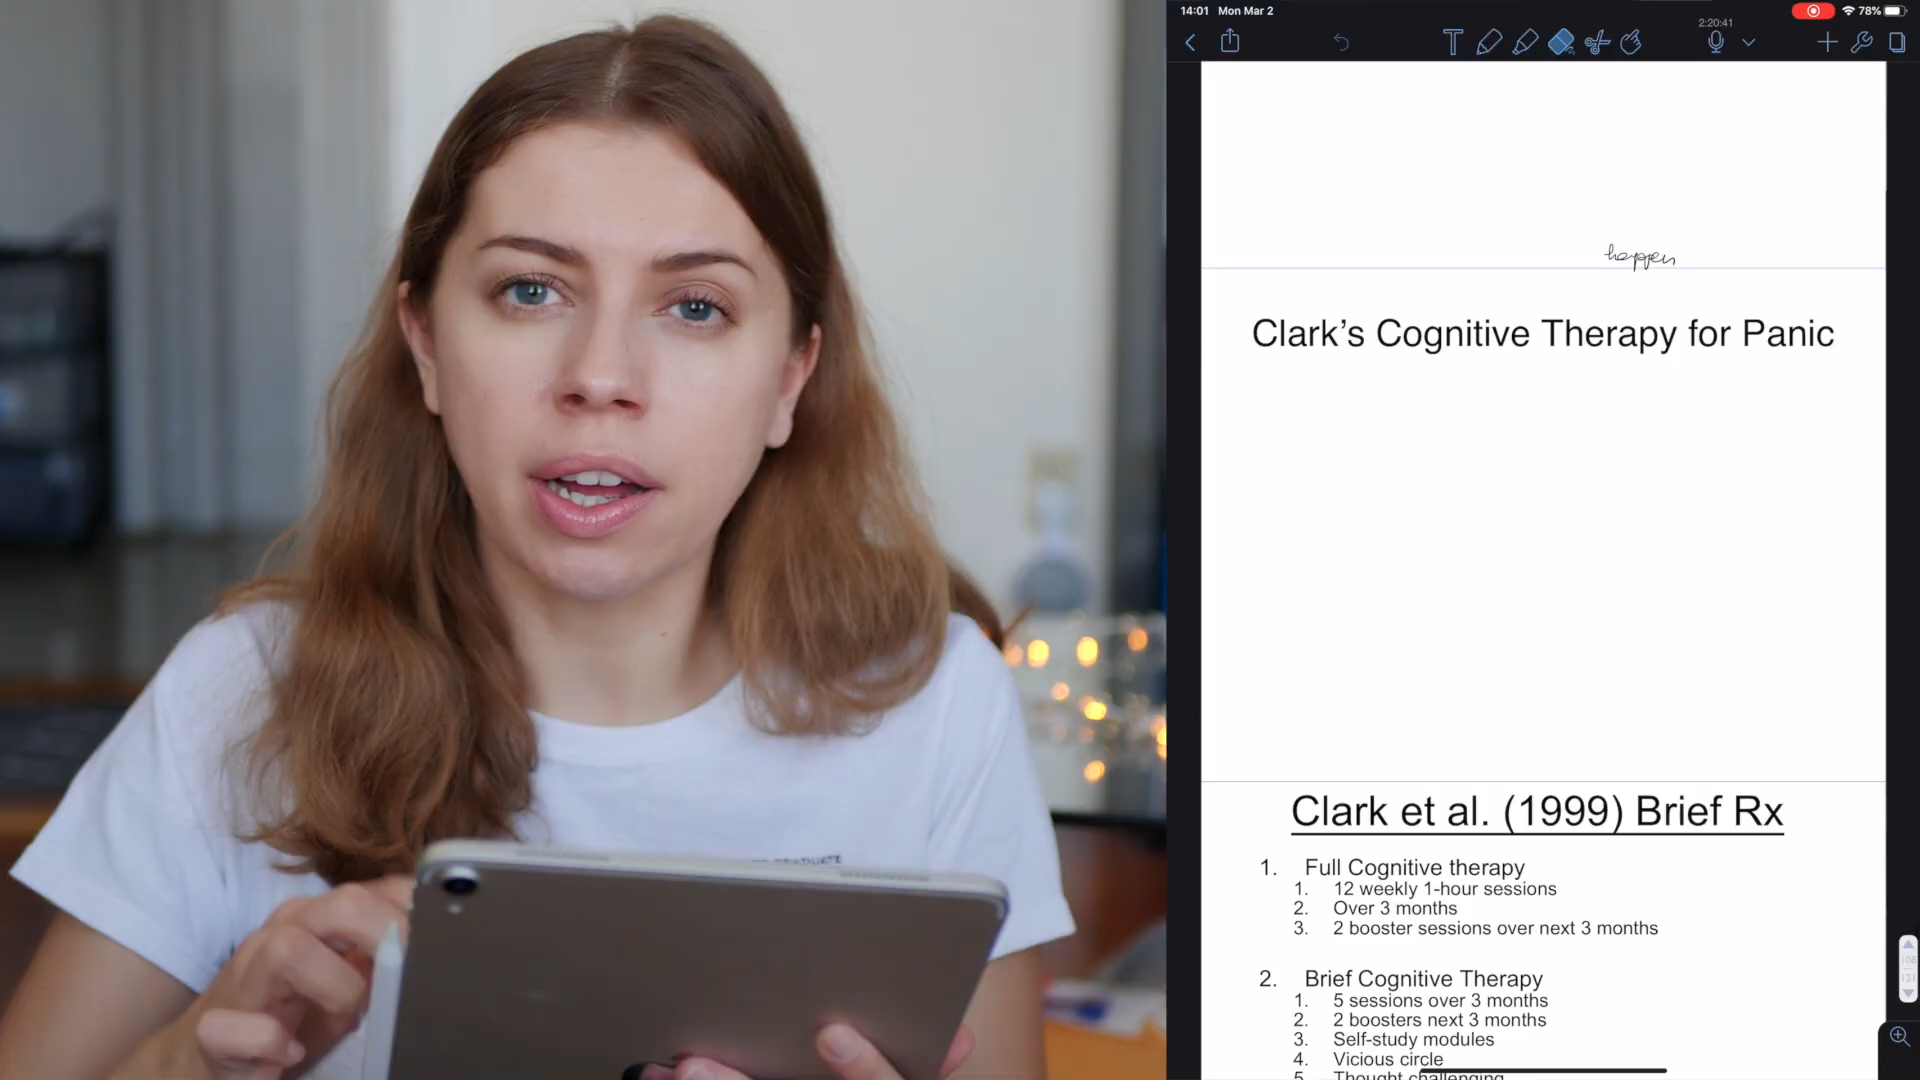 14:01 Mon Mar 2
78%
2:20:41
happen
Clark's Cognitive Therapy for Panic
Clark et al. (1999) Brief Rx
1. Full Cognitive therapy
1. 12 weekly 1-hour sessions
2. Over 3 months
3. 2 booster sessions over next 3 months
2. Brief Cognitive Therapy
1. 5 sessions over 3 months
2. 2 boosters next 3 months
3. Self-study modules
4. Vicious circle
5. Thought challenging